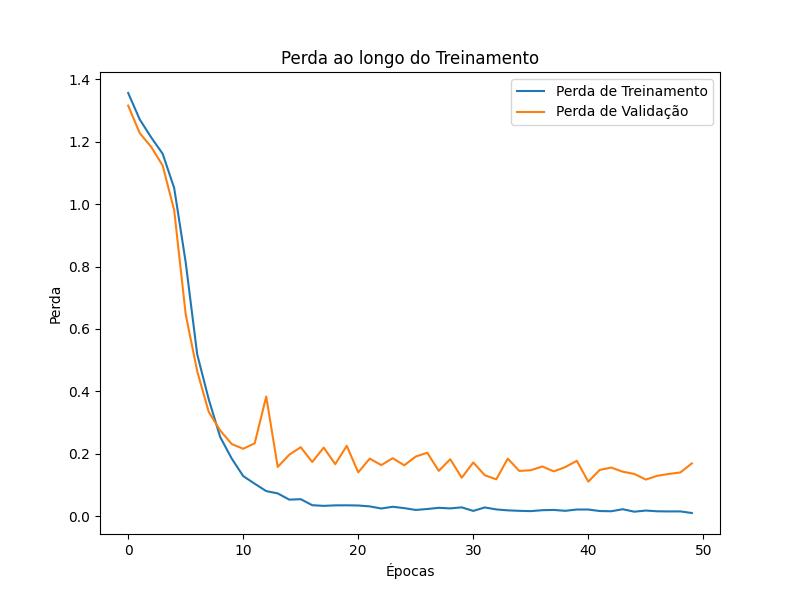 Perda ao longo do Treinamento
Perda de Treinamento
Perda de Validação
1.4
1.2
1.0
0.8
0.6
0.4
0.2
0.0
Perda
0 10 20 30 40 50
Épocas